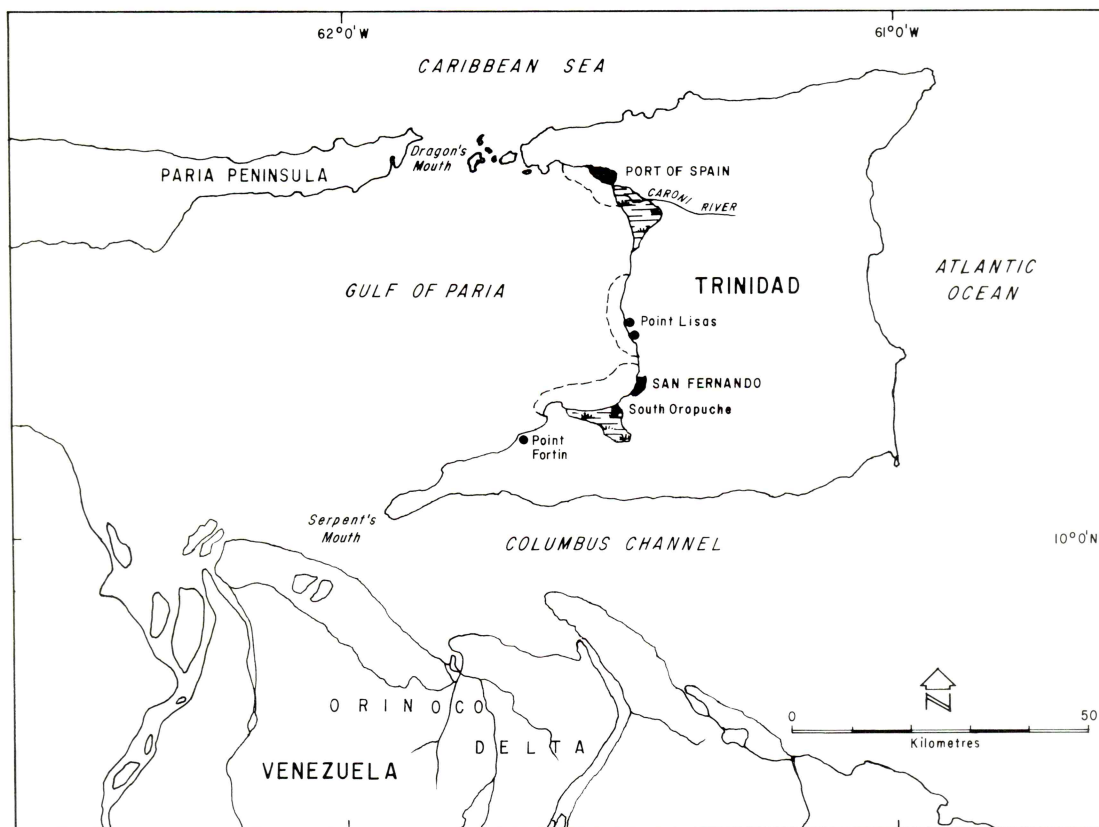 62°0'W
61°0'W
CARIBBEAN SEA
Dragon's
Mouth
PARIA PENINSULA
PORT OF SPAIN
CARONI RIVER
GULF OF PARIA
TRINIDAD
ATLANTIC
OCEAN
Point Lisas
SAN FERNANDO
South Oropuche
Point
Fortin
Serpent's
Mouth
COLUMBUS CHANNEL
10°0'N
ORINOCO
DELTA
VENEZUELA
N
0
50
Kilometres